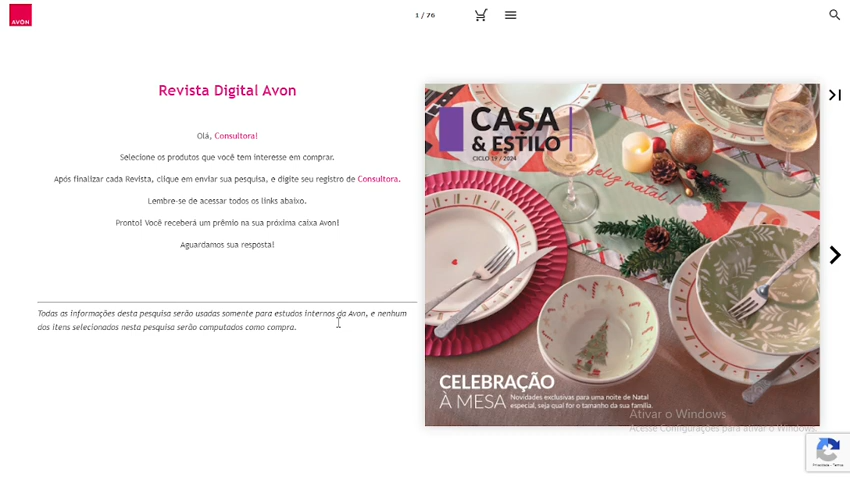 AVON
1 / 76
Revista Digital Avon
Olá, Consultora!
Selecione os produtos que você tem interesse em comprar.
Após finalizar cada Revista, clique em enviar sua pesquisa, e digite seu registro de Consultora.
Lembre-se de acessar todos os links abaixo.
Pronto! Você receberá um prêmio na sua próxima caixa Avon!
Aguardamos sua resposta!
Todas as informações desta pesquisa serão usadas somente para estudos internos da Avon, e nenhum
dos itens selecionados nesta pesquisa serão computados como compra.
CASA
& ESTILO
CICLO 19 / 2024
feliz natal!
CELEBRAÇÃO
À MESA
Novidades exclusivas para uma noite de Natal
especial, seja qual for o tamanho da sua família.
Ativar o Windows
Acesse Configurações para ativar o Windows.
Privacidade - Termos